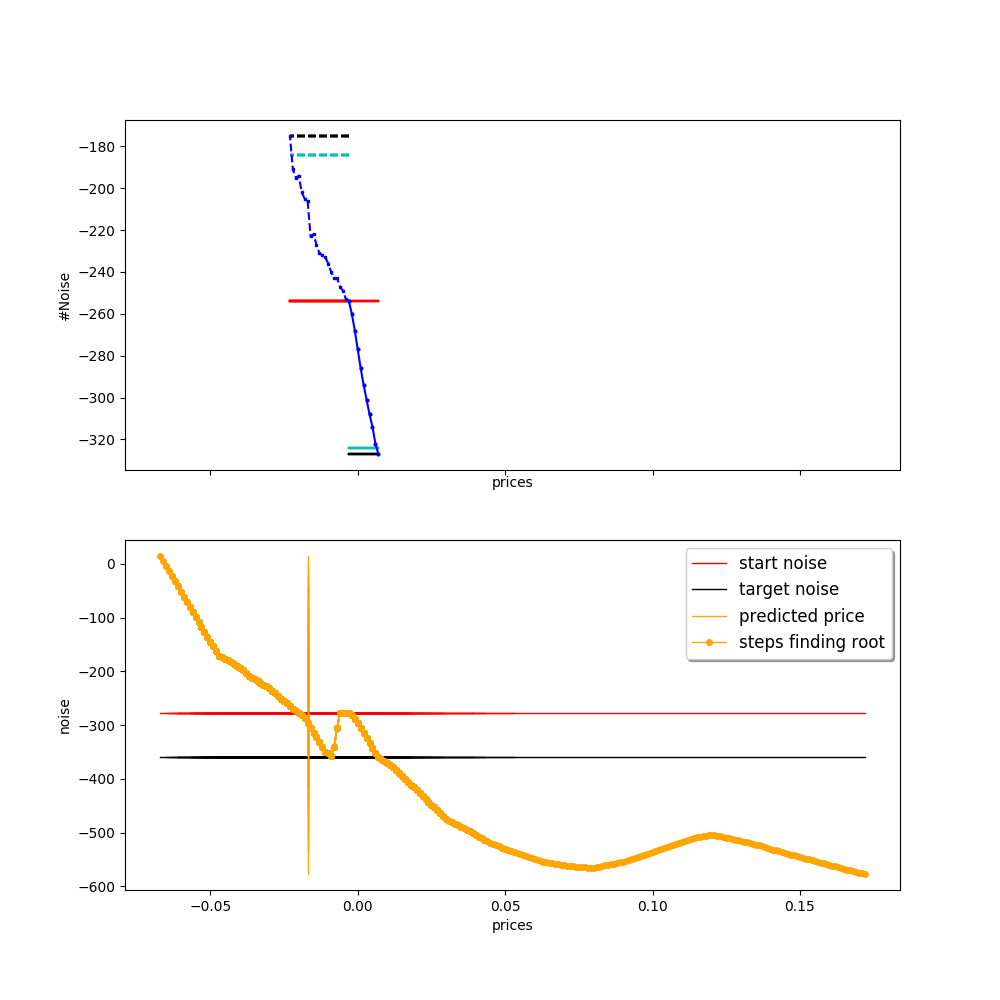 −180
−200
−220
−240
−260
−280
−300
−320
#Noise
prices
0
−100
−200
−300
−400
−500
−600
noise
start noise
target noise
predicted price
steps finding root
−0.05
0.00
0.05
0.10
0.15
prices